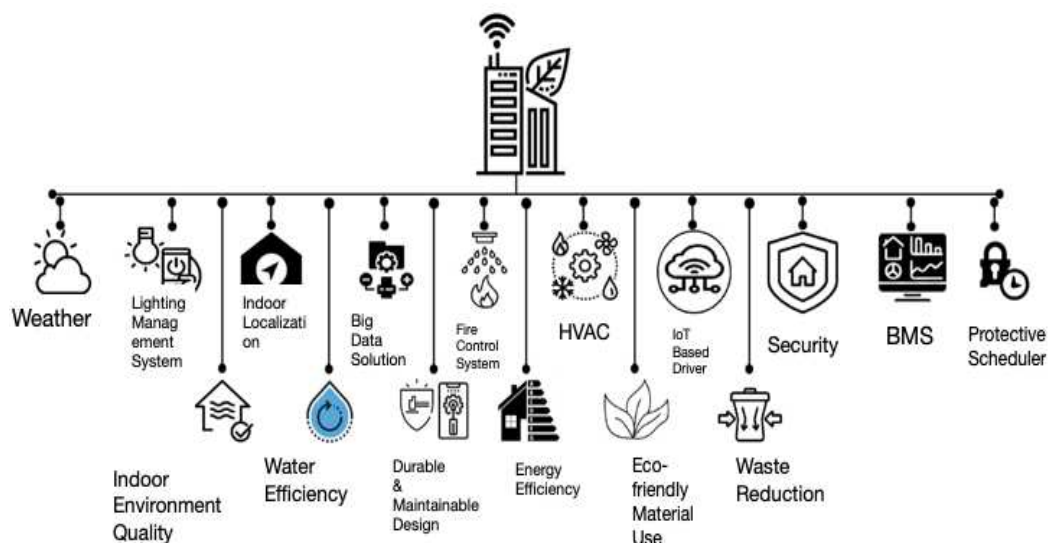 Weather
Lighting
Manag
ement
System
Indoor
Localizati
on
Big
Data
Solution
Fire
Control
System
HVAC
IoT
Based
Driver
Security
BMS
Protective
Scheduler
Indoor
Environment
Quality
Water
Efficiency
Durable
&
Maintainable
Design
Energy
Efficiency
Eco-
friendly
Material
Use
Waste
Reduction